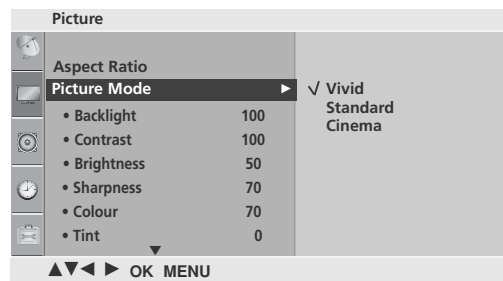 Picture
Aspect Ratio
Picture Mode ►
• Backlight 100
• Contrast 100
• Brightness 50
• Sharpness 70
• Colour 70
• Tint 0
▼
√ Vivid
Standard
Cinema
▲▼◄ ► OK MENU